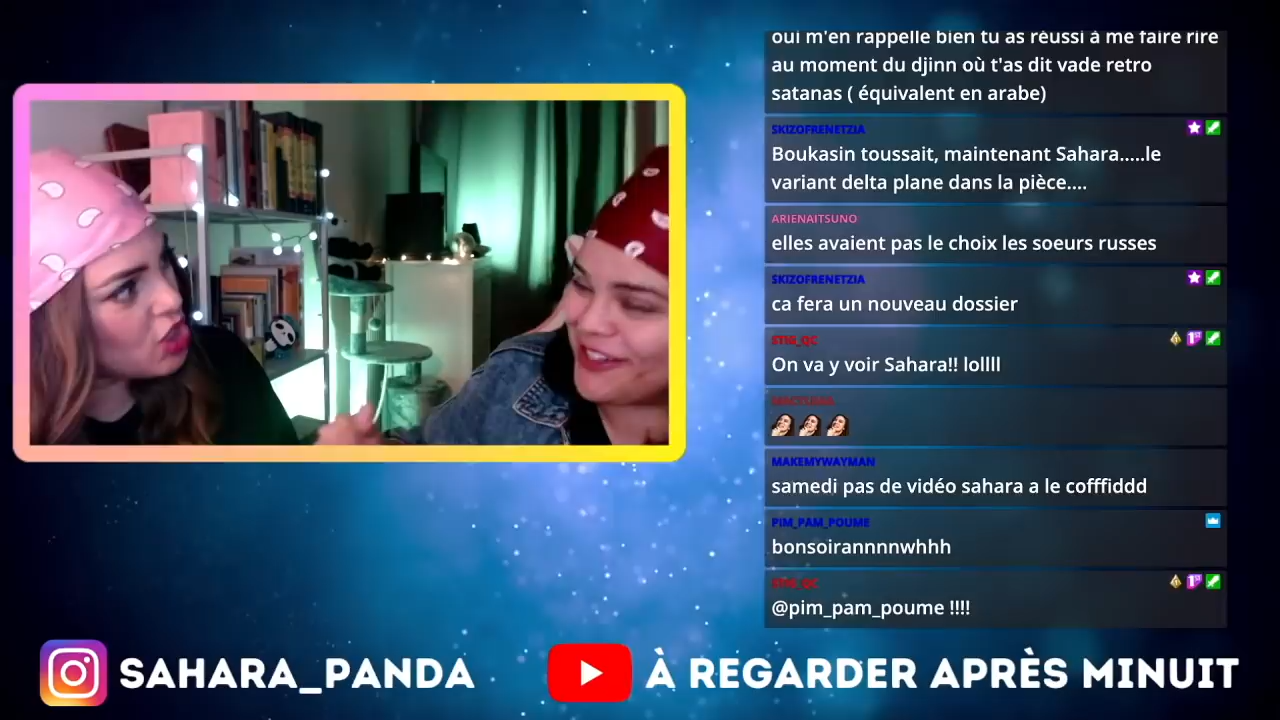 oui m'en rappelle bien tu as réussi à me faire rire
au moment du djinn où t'as dit vade retro
satanas ( équivalent en arabe)
SKIZOFRENETZIA
Boukasin toussait, maintenant Sahara.....le
variant delta plane dans la pièce....
ARIENAITSUNO
elles avaient pas le choix les soeurs russes
SKIZOFRENETZIA
ca fera un nouveau dossier
STIG_QC
On va y voir Sahara!! lollll
MAKEMYWAYMAN
samedi pas de vidéo sahara a le cofffiddd
PIM_PAM_POUME
bonsoirannnnwhhh
STIG_QC
@pim_pam_poume !!!!
SAHARA_PANDA
À REGARDER APRÈS MINUIT